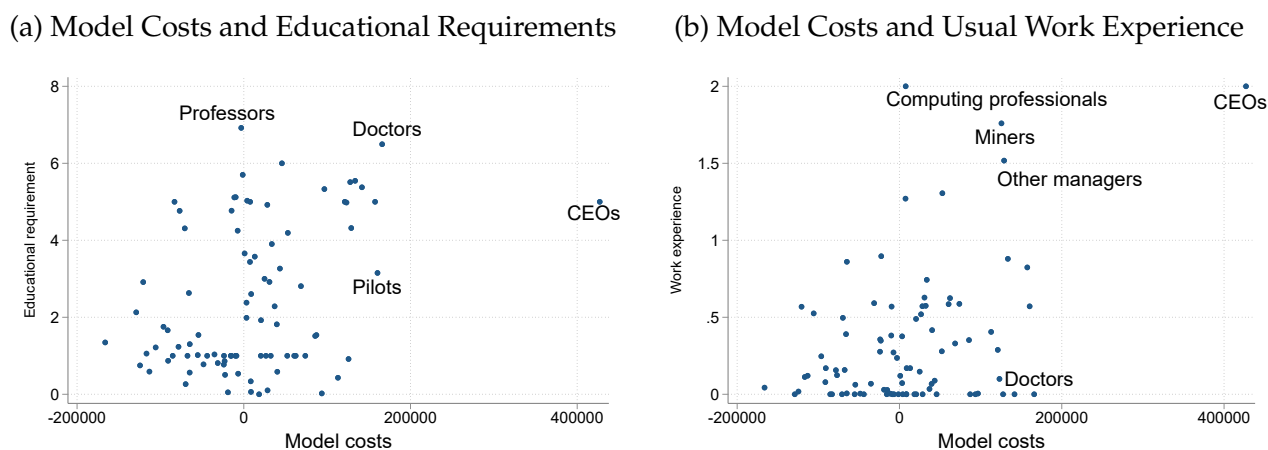 (a) Model Costs and Educational Requirements
8
6
4
2
0
Educational requirement
Professors
Doctors
CEOs
Pilots
-200000 0 200000 400000
Model costs
(b) Model Costs and Usual Work Experience
2
1.5
1
.5
0
Work experience
Computing professionals
CEOs
Miners
Other managers
Doctors
-200000 0 200000 400000
Model costs